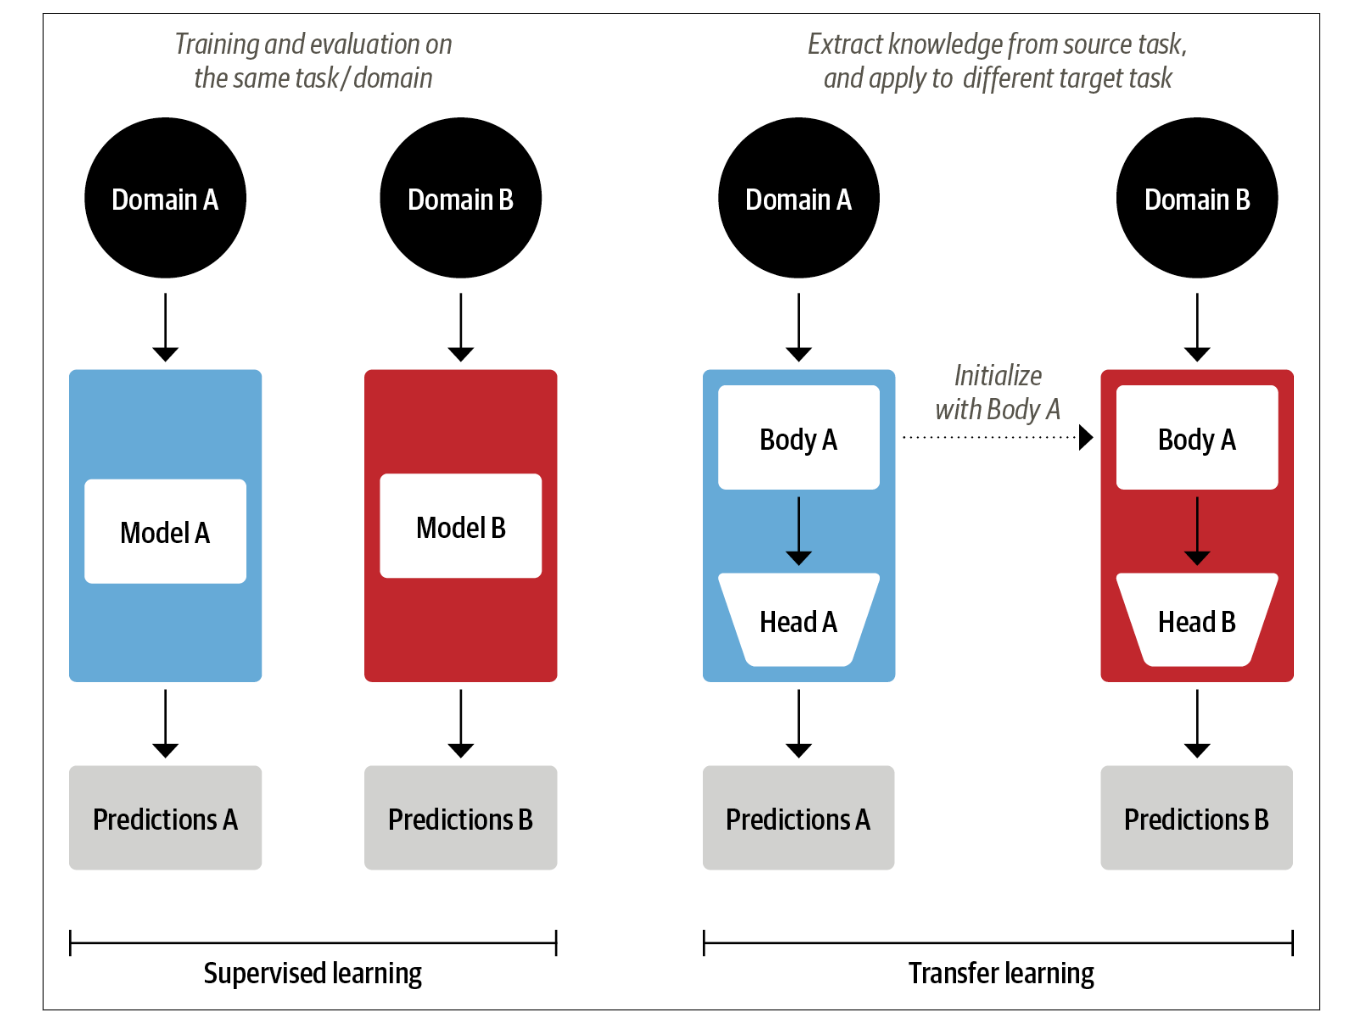 Training and evaluation on
the same task/domain
Extract knowledge from source task,
and apply to different target task
Domain A
Domain B
Domain A
Domain B
Initialize
with Body A
Model A
Model B
Body A
Head A
Body A
Head B
Predictions A
Predictions B
Predictions A
Predictions B
Supervised learning
Transfer learning